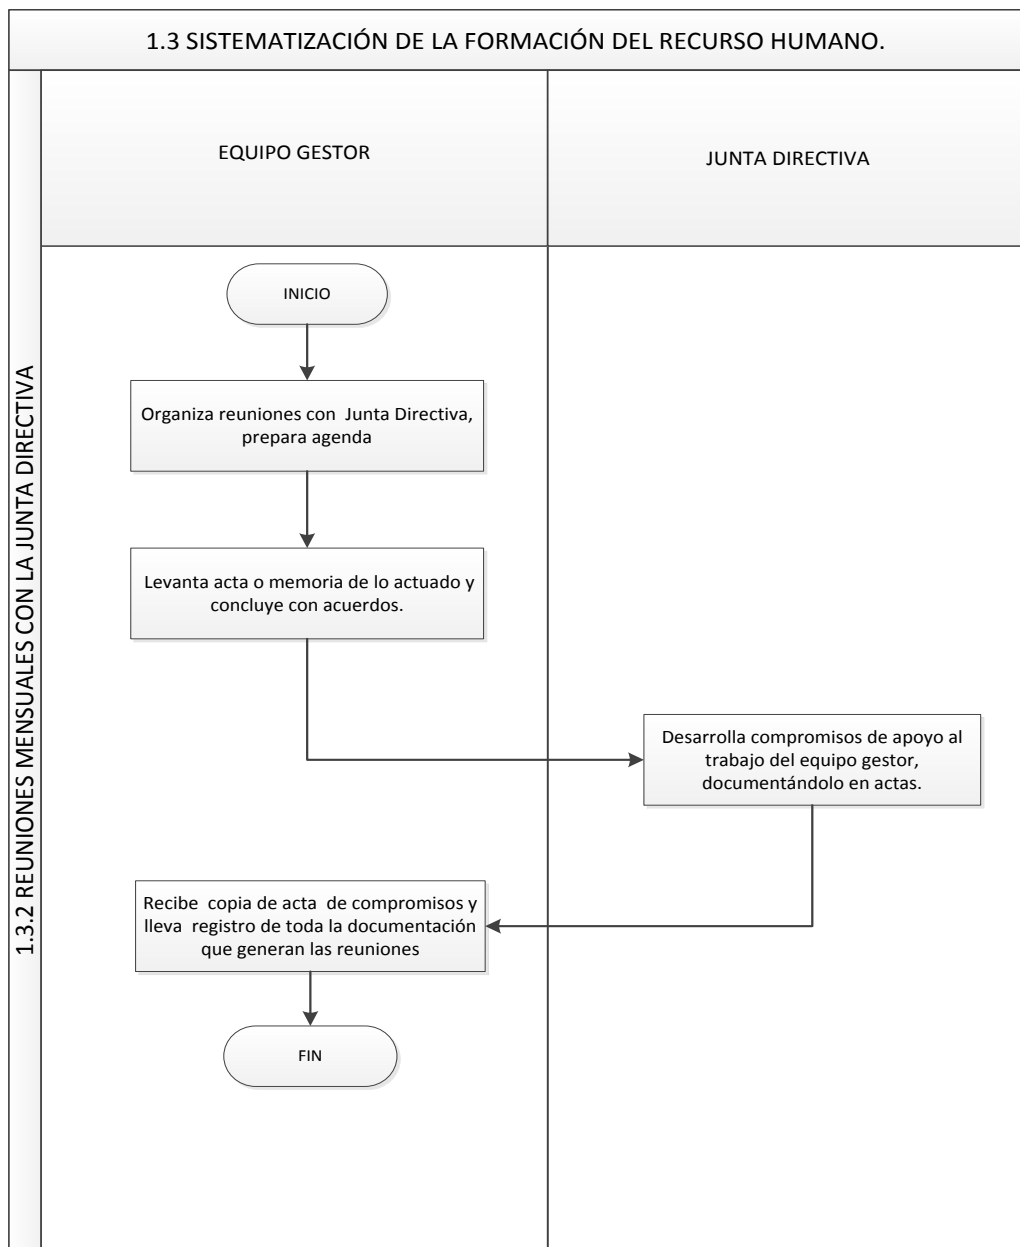 1.3 SISTEMATIZACIÓN DE LA FORMACIÓN DEL RECURSO HUMANO.
1.3.2 REUNIONES MENSUALES CON LA JUNTA DIRECTIVA
EQUIPO GESTOR
JUNTA DIRECTIVA
INICIO
Organiza reuniones con Junta Directiva,
prepara agenda
Levanta acta o memoria de lo actuado y
concluye con acuerdos.
Desarrolla compromisos de apoyo al
trabajo del equipo gestor,
documentándolo en actas.
Recibe copia de acta de compromisos y
lleva registro de toda la documentación
que generan las reuniones
FIN